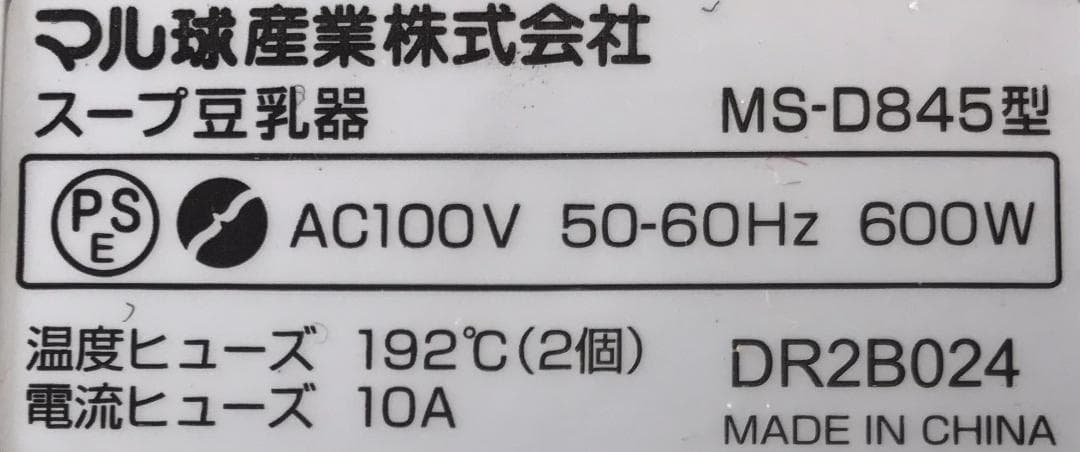 マル球産業株式会社
スープ豆乳器 MS-D845型
PSE AC100V 50-60Hz 600W
温度ヒューズ 192℃(2個)
電流ヒューズ 10A
DR2B024
MADE IN CHINA